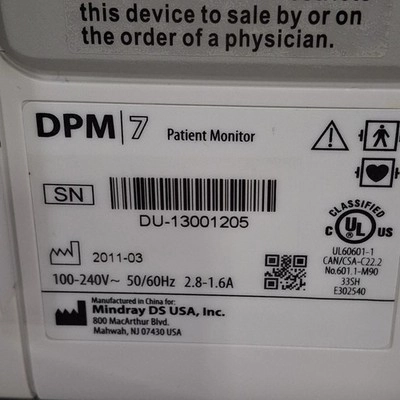 this device to sale by or on
the order of a physician.
DPM|7 Patient Monitor
SN
DU-13001205
2011-03
100-240V~ 50/60Hz 2.8-1.6A
CLASSIFIED
C UL US
UL60601-1
CAN/CSA-C22.2
No.601.1-M90
33SH
E302540
Manufactured in China for:
Mindray DS USA, Inc.
800 MacArthur Blvd.
Mahwah, NJ 07430 USA